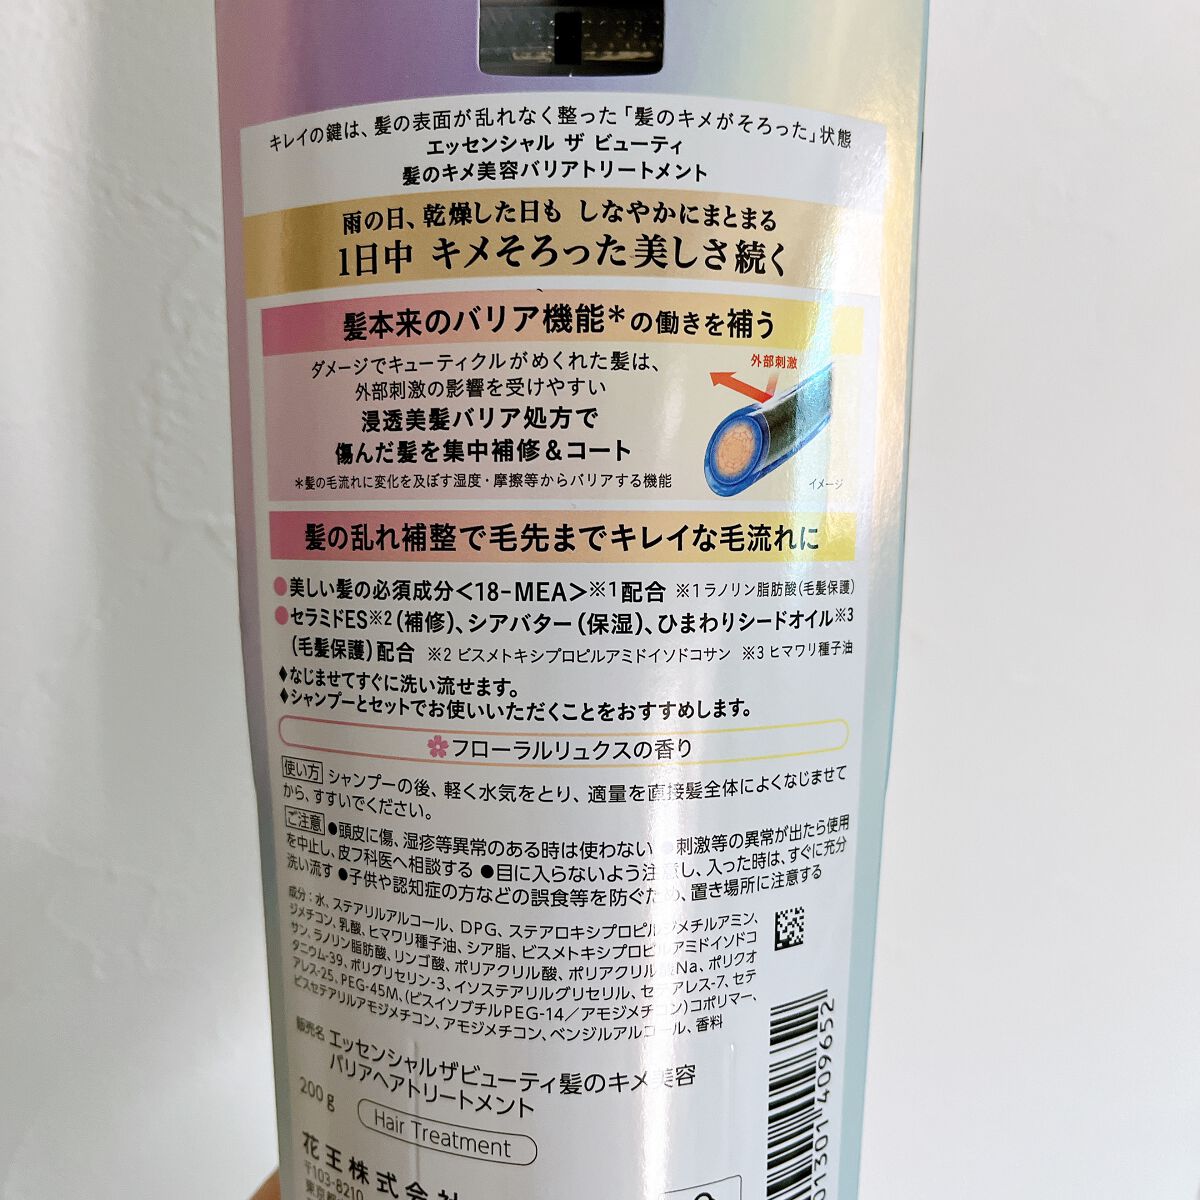 キレイの鍵は、髪の表面が乱れなく整った「髪のキメがそろった」状態
エッセンシャル ザ ビューティ
髪のキメ美容バリアトリートメント
雨の日、乾燥した日も しなやかにまとまる
1日中 キメそろった美しさ続く
髪本来のバリア機能*の働きを補う
ダメージでキューティクルがめくれた髪は、
外部刺激の影響を受けやすい
浸透美髪バリア処方で
傷んだ髪を集中補修&コート
*髪の毛流れに変化を及ぼす湿度・摩擦等からバリアする機能
外部刺激
イメージ
髪の乱れ補整で毛先までキレイな毛流れに
●美しい髪の必須成分<18-MEA>※1配合 ※1ラノリン脂肪酸(毛髪保護)
●セラミドES※2(補修)、シアバター(保湿)、ひまわりシードオイル※3
(毛髪保護)配合 ※2 ビスメトキシプロピルアミドイソドコサン ※3 ヒマワリ種子油
♦なじませてすぐに洗い流せます。
♦シャンプーとセットでお使いいただくことをおすすめします。
フローラルリュクスの香り
使い方 シャンプーの後、軽く水気をとり、適量を直接髪全体によくなじませて
から、すすいでください。
ご注意 ●頭皮に傷、湿疹等異常のある時は使わない ●刺激等の異常が出たら使用
を中止し、皮フ科医へ相談する ●目に入らないよう注意し、入った時は、すぐに充分
洗い流す ●子供や認知症の方などの誤食等を防ぐため、置き場所に注意する
成分:水、ステアリルアルコール、DPG、ステアロキシプロピルジメチルアミン、
ジメチコン、乳酸、ヒマワリ種子油、シア脂、ビスメトキシプロピルアミドイソドコ
サン、ラノリン脂肪酸、リンゴ酸、ポリアクリル酸、ポリアクリル酸Na、ポリクオ
タニウム-39、ポリグリセリン-3、イソステアリルグリセリル、セテアレス-7、セテ
アレス-25、PEG-45M、(ビスイソブチルPEG-14/アモジメチコン)コポリマー、
ビスセテアリルアモジメチコン、アモジメチコン、ベンジルアルコール、香料
販売名 エッセンシャルザビューティ髪のキメ美容
バリアヘアトリートメント
200g
Hair Treatment
花王株式会社
〒103-8210
東京都
01301 409652